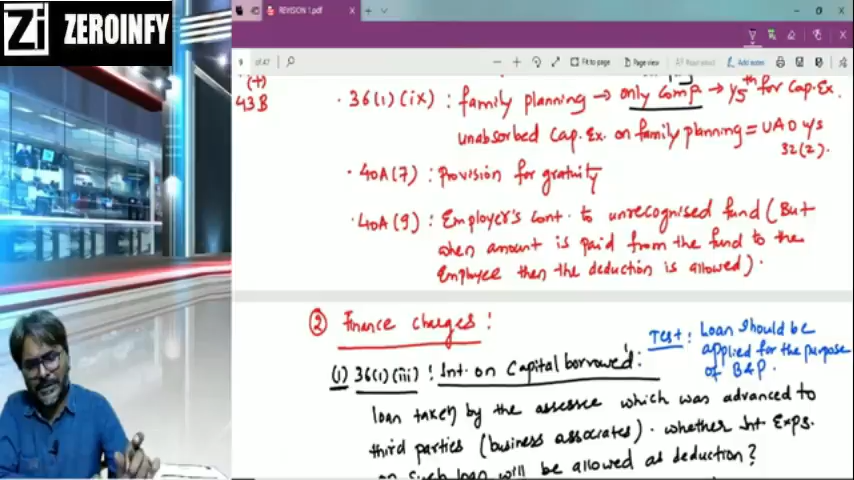 Zi ZEROINFY
REVISION 1.pdf
9 of 47
Fit to page
Page view
Read aloud
Add notes
(+)
43B
· 36(1)(ix) : family planning → only comp → 1/5th for Cap. Ex.
unabsorbed Cap. Ex. on family planning = UAD u/s
32(2).
· 40A(7) : Provision for gratuity
· 40A(9) : Employer's cont. to unrecognised fund (But
when amount is paid from the fund to the
Employee then the deduction is allowed).
② Finance charges :
Test : Loan should be
applied for the purpose
of B&P.
(i) 36(1)(iii) : Int. on Capital borrowed :
loan taken by the assessee which was advanced to
third parties (business associates). whether Int Exps.
on such loan will be allowed as deduction?